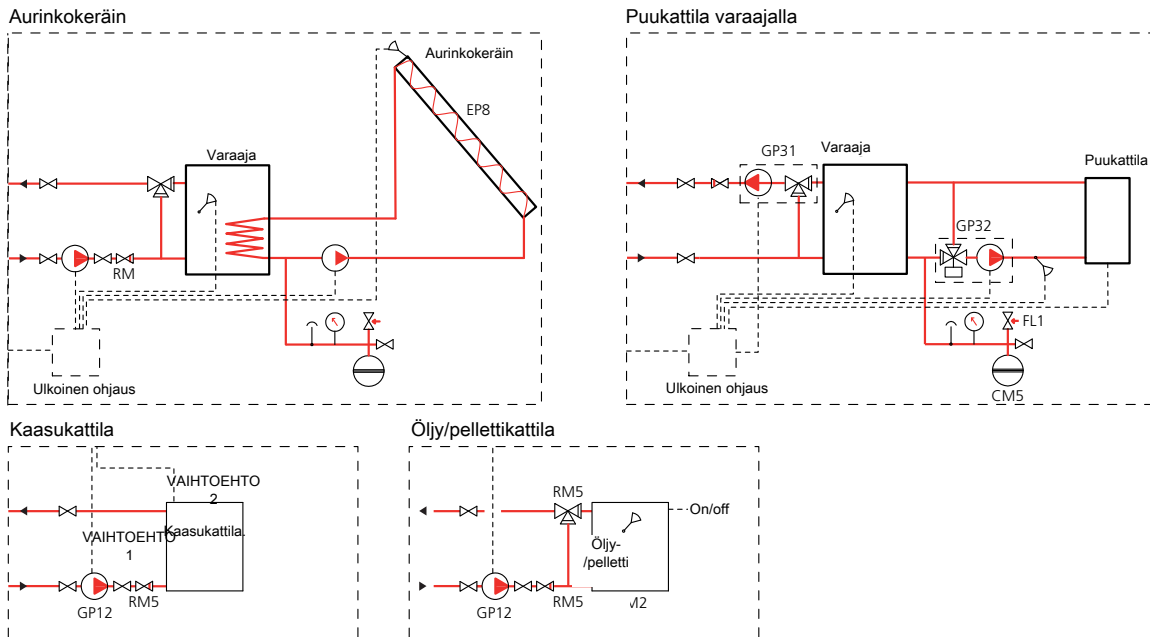 Aurinkokeräin
Aurinkokeräin
EP8
Varaaja
RM
Ulkoinen ohjaus
Puukattila varaajalla
GP31
Varaaja
Puukattila
GP32
FL1
CM5
Ulkoinen ohjaus
Kaasukattila
VAIHTOEHTO
2
Kaasukattila.
VAIHTOEHTO
1
GP12
RM5
Öljy/pellettikattila
RM5
On/off
Öljy-
/pelletti
GP12
RM5
M2